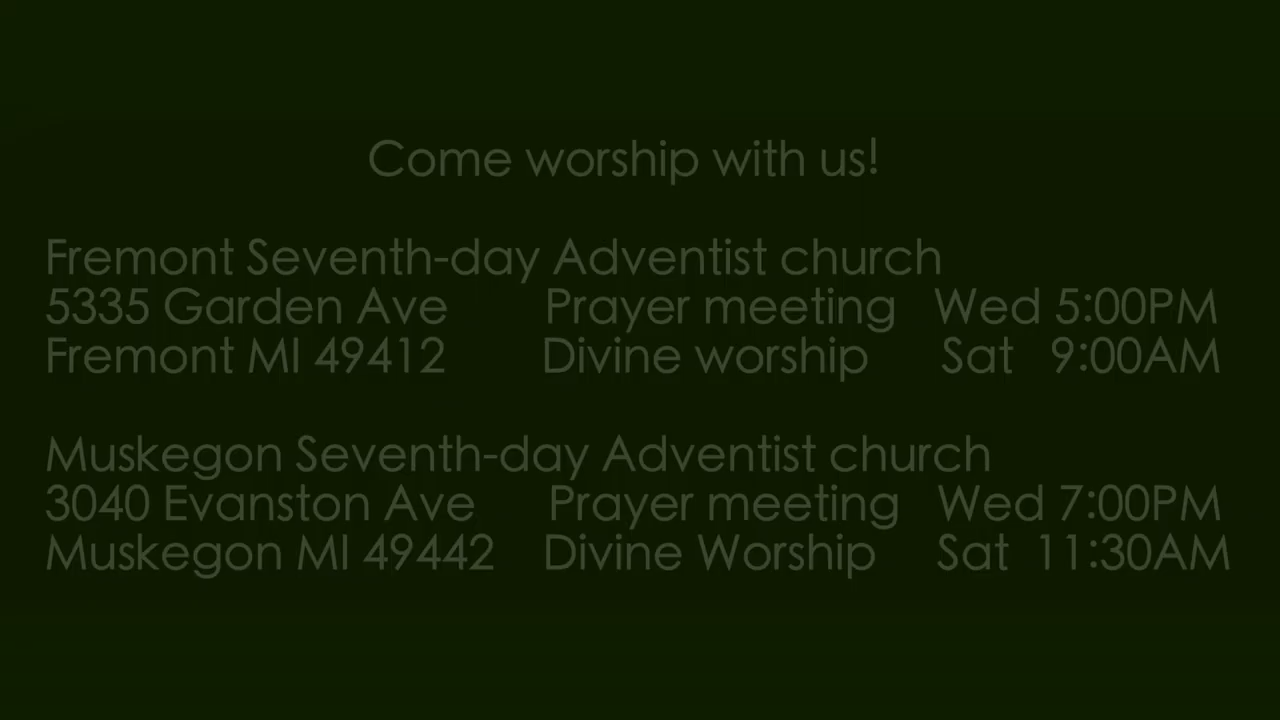 Come worship with us!
Fremont Seventh-day Adventist church
5335 Garden Ave Prayer meeting Wed 5:00PM
Fremont MI 49412 Divine worship Sat 9:00AM
Muskegon Seventh-day Adventist church
3040 Evanston Ave Prayer meeting Wed 7:00PM
Muskegon MI 49442 Divine Worship Sat 11:30AM